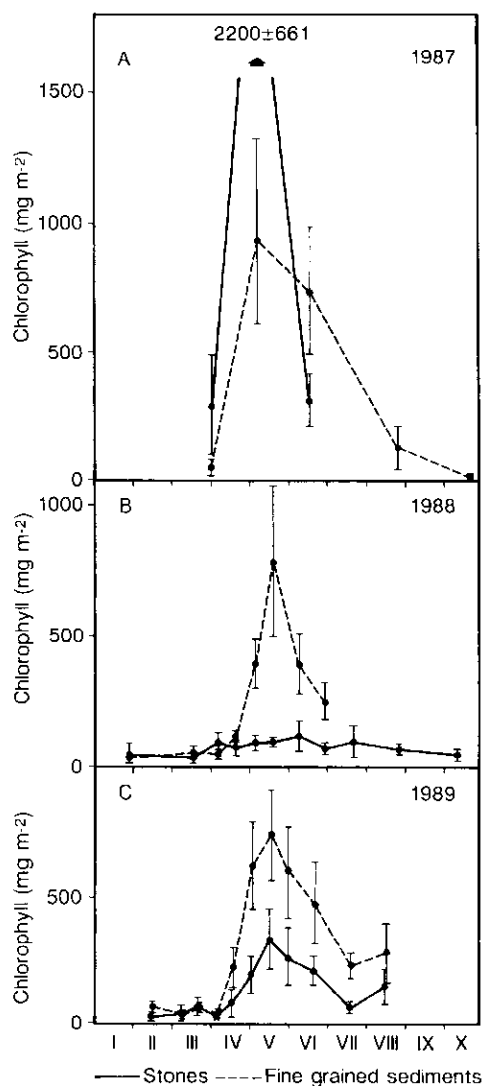 2200±661
A 1987
1500
1000
500
0
Chlorophyll (mg m-2)
B 1988
1000
500
0
Chlorophyll (mg m-2)
C 1989
500
0
Chlorophyll (mg m-2)
I II III IV V VI VII VIII IX X
Stones Fine grained sediments